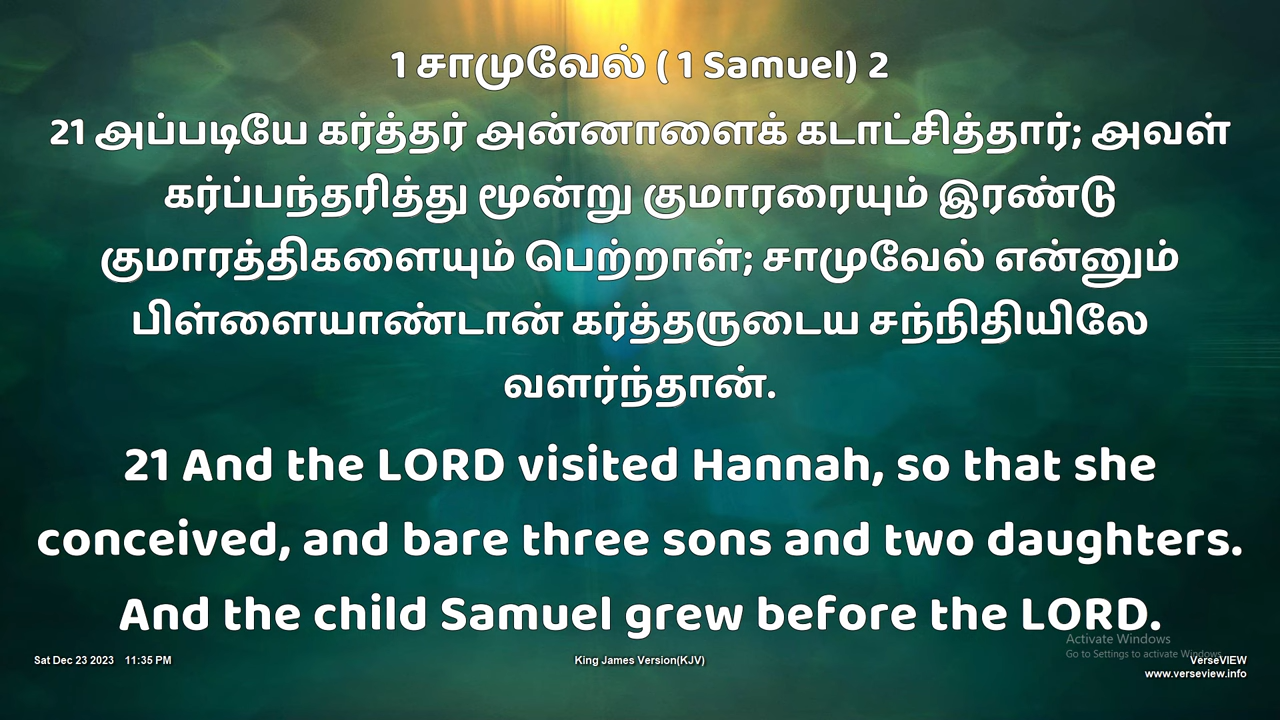 1 சாமுவேல் ( 1 Samuel) 2
21 அப்படியே கர்த்தர் அன்னாளைக் கடாட்சித்தார்; அவள்
கர்ப்பந்தரித்து மூன்று குமாரரையும் இரண்டு
குமாரத்திகளையும் பெற்றாள்; சாமுவேல் என்னும்
பிள்ளையாண்டான் கர்த்தருடைய சந்நிதியிலே
வளர்ந்தான்.
21 And the LORD visited Hannah, so that she
conceived, and bare three sons and two daughters.
And the child Samuel grew before the LORD.
Activate Windows
Go to Settings to activate Windows.
Sat Dec 23 2023 11:35 PM
King James Version(KJV)
VerseVIEW
www.verseview.info